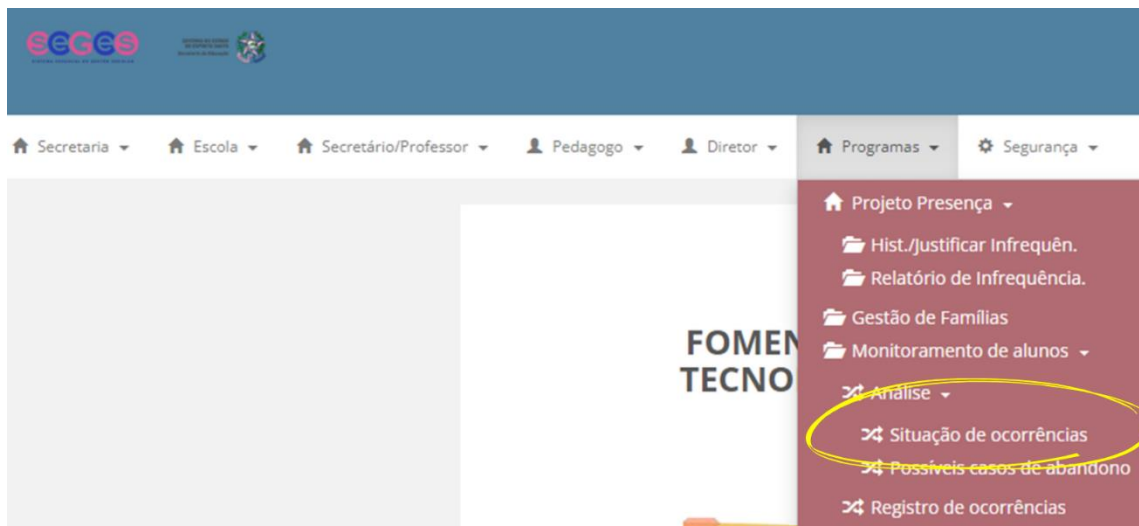 SEGES
Secretaria
Escola
Secretário/Professor
Pedagogo
Diretor
Programas
Segurança
Projeto Presença
Hist./Justificar Infrequên.
Relatório de Infrequência.
Gestão de Famílias
Monitoramento de alunos
Análise
Situação de ocorrências
Possíveis casos de abandono
Registro de ocorrências
FOMEN
TECNO